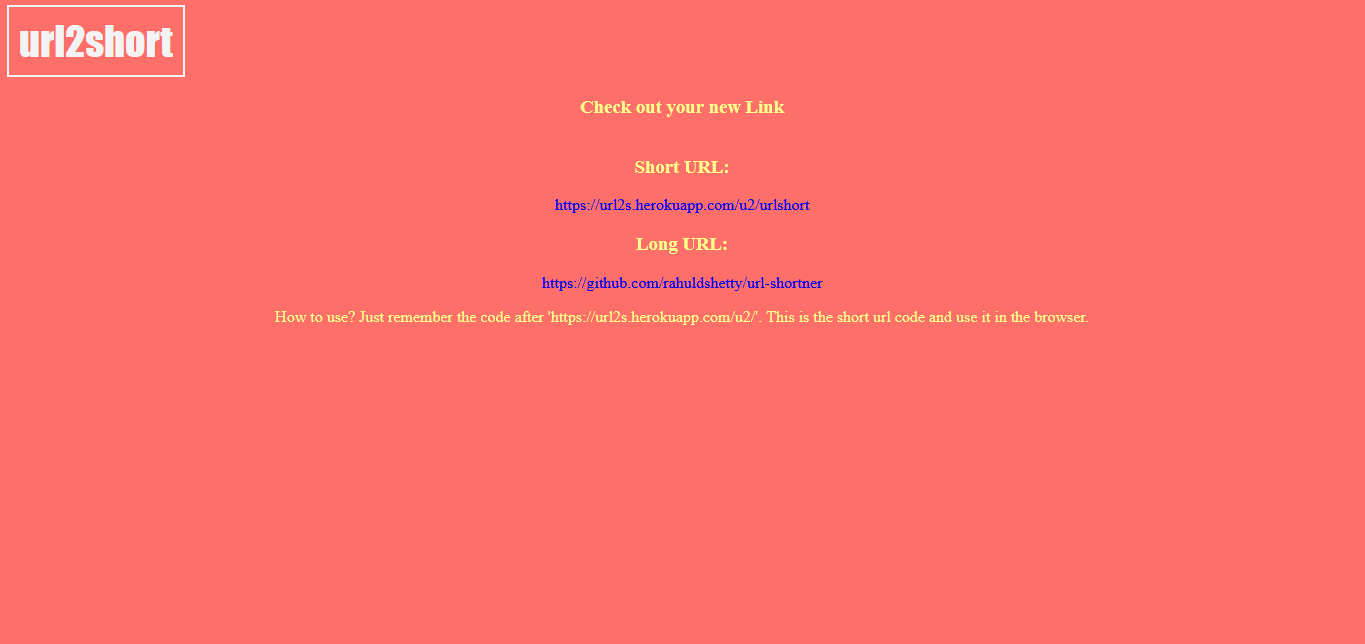 url2short
Check out your new Link
Short URL:
https://url2s.herokuapp.com/u2/urlshort
Long URL:
https://github.com/rahuldshetty/url-shortner
How to use? Just remember the code after 'https://url2s.herokuapp.com/u2/'. This is the short url code and use it in the browser.